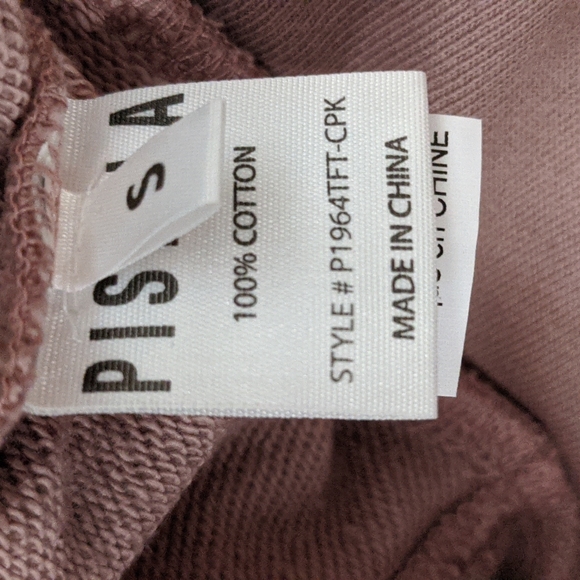 PIS A
S
100% COTTON
STYLE # P1964TFT-CPK
MADE IN CHINA
CHINE